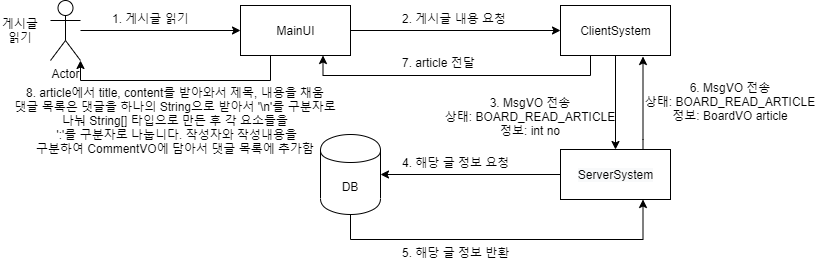 게시글
읽기
Actor
1. 게시글 읽기
MainUI
2. 게시글 내용 요청
ClientSystem
7. article 전달
8. article에서 title, content를 받아와서 제목, 내용을 채움
댓글 목록은 댓글을 하나의 String으로 받아서 '\n'를 구분자로
나눠 String[] 타입으로 만든 후 각 요소들을
':'를 구분자로 나눕니다. 작성자와 작성내용을
구분하여 CommentVO에 담아서 댓글 목록에 추가함
3. MsgVO 전송
상태: BOARD_READ_ARTICLE
정보: int no
6. MsgVO 전송
상태: BOARD_READ_ARTICLE
정보: BoardVO article
4. 해당 글 정보 요청
DB
ServerSystem
5. 해당 글 정보 반환